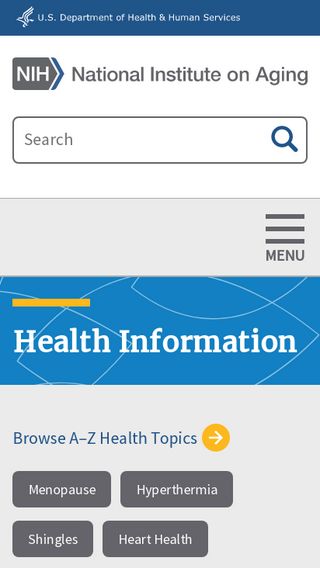 U.S. Department of Health & Human Services
NIH National Institute on Aging
Search
MENU
Health Information
Browse A–Z Health Topics
Menopause Hyperthermia
Shingles Heart Health